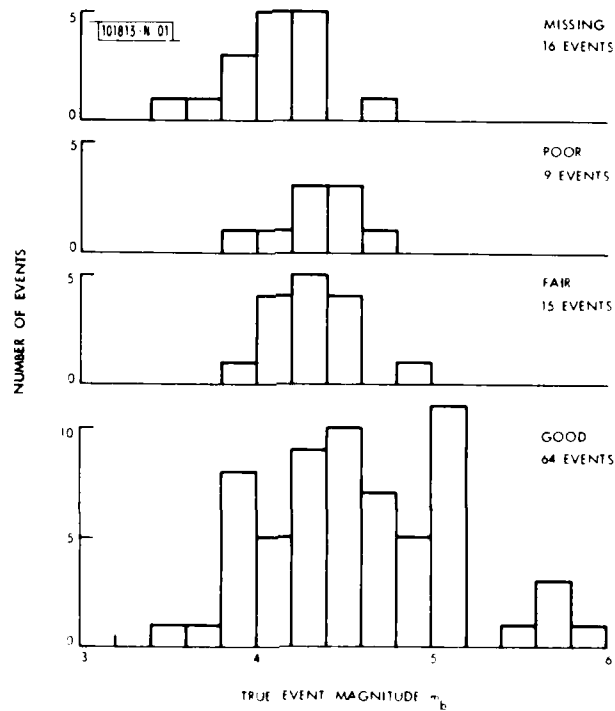 5
101813-N 01
MISSING
16 EVENTS
0
5
POOR
9 EVENTS
0
5
FAIR
15 EVENTS
0
NUMBER OF EVENTS
10
GOOD
64 EVENTS
5
0
3 4 5 6
TRUE EVENT MAGNITUDE m_b